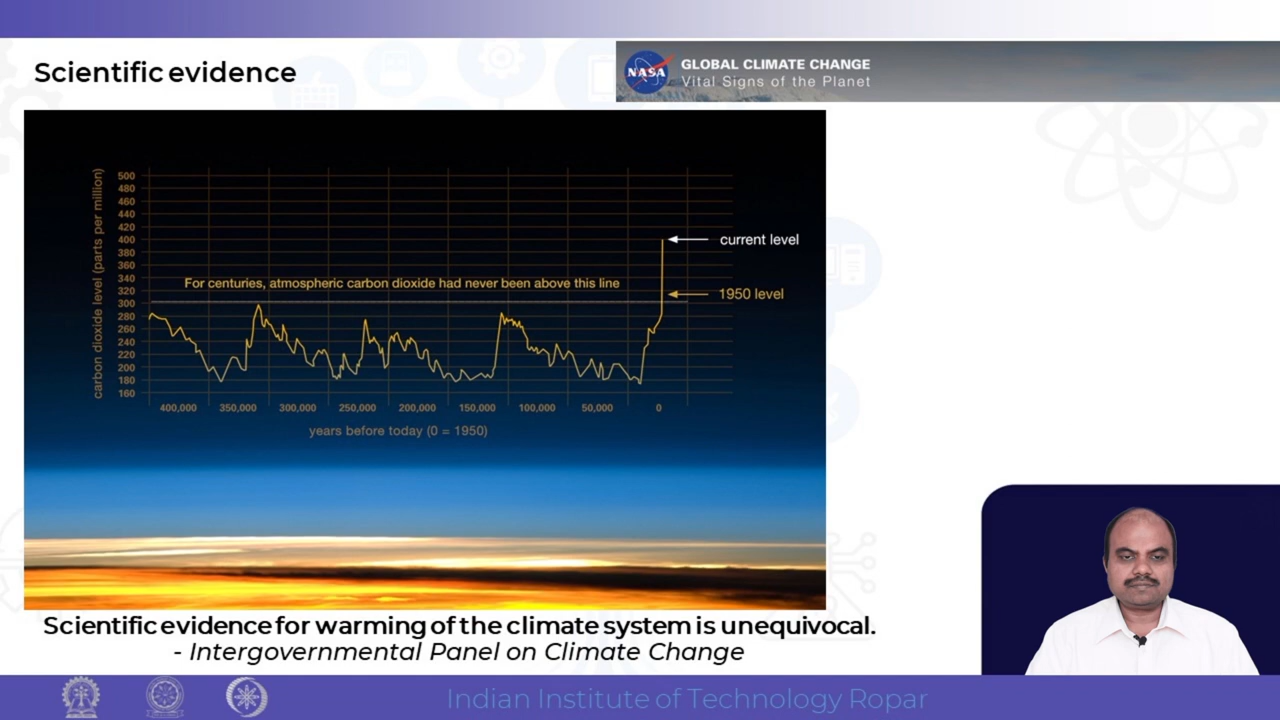 Scientific evidence
NASA
GLOBAL CLIMATE CHANGE
Vital Signs of the Planet
carbon dioxide level (parts per million)
500
480
460
440
420
400
380
360
340
320
300
280
260
240
220
200
180
160
current level
For centuries, atmospheric carbon dioxide had never been above this line
1950 level
400,000 350,000 300,000 250,000 200,000 150,000 100,000 50,000 0
years before today (0 = 1950)
Scientific evidence for warming of the climate system is unequivocal.
- Intergovernmental Panel on Climate Change
Indian Institute of Technology Ropar